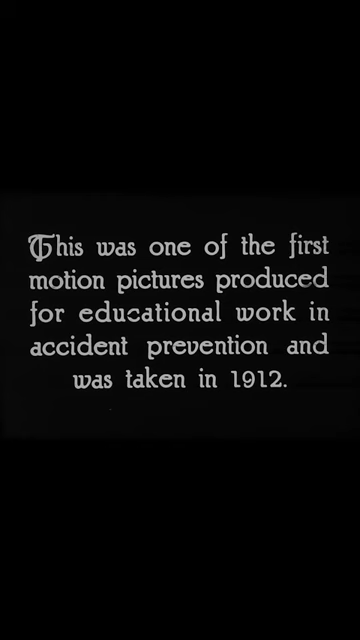 This was one of the first
motion pictures produced
for educational work in
accident prevention and
was taken in 1912.